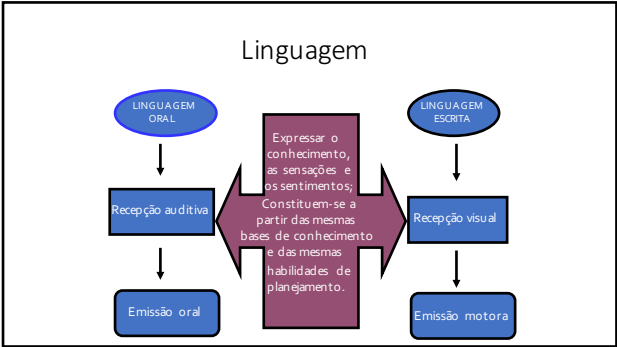 Linguagem
LINGUAGEM
ORAL
Recepção auditiva
Emissão oral
Expressar o
conhecimento,
as sensações e
os sentimentos;
Constituem-se a
partir das mesmas
bases de conhecimento
e das mesmas
habilidades de
planejamento.
LINGUAGEM
ESCRITA
Recepção visual
Emissão motora